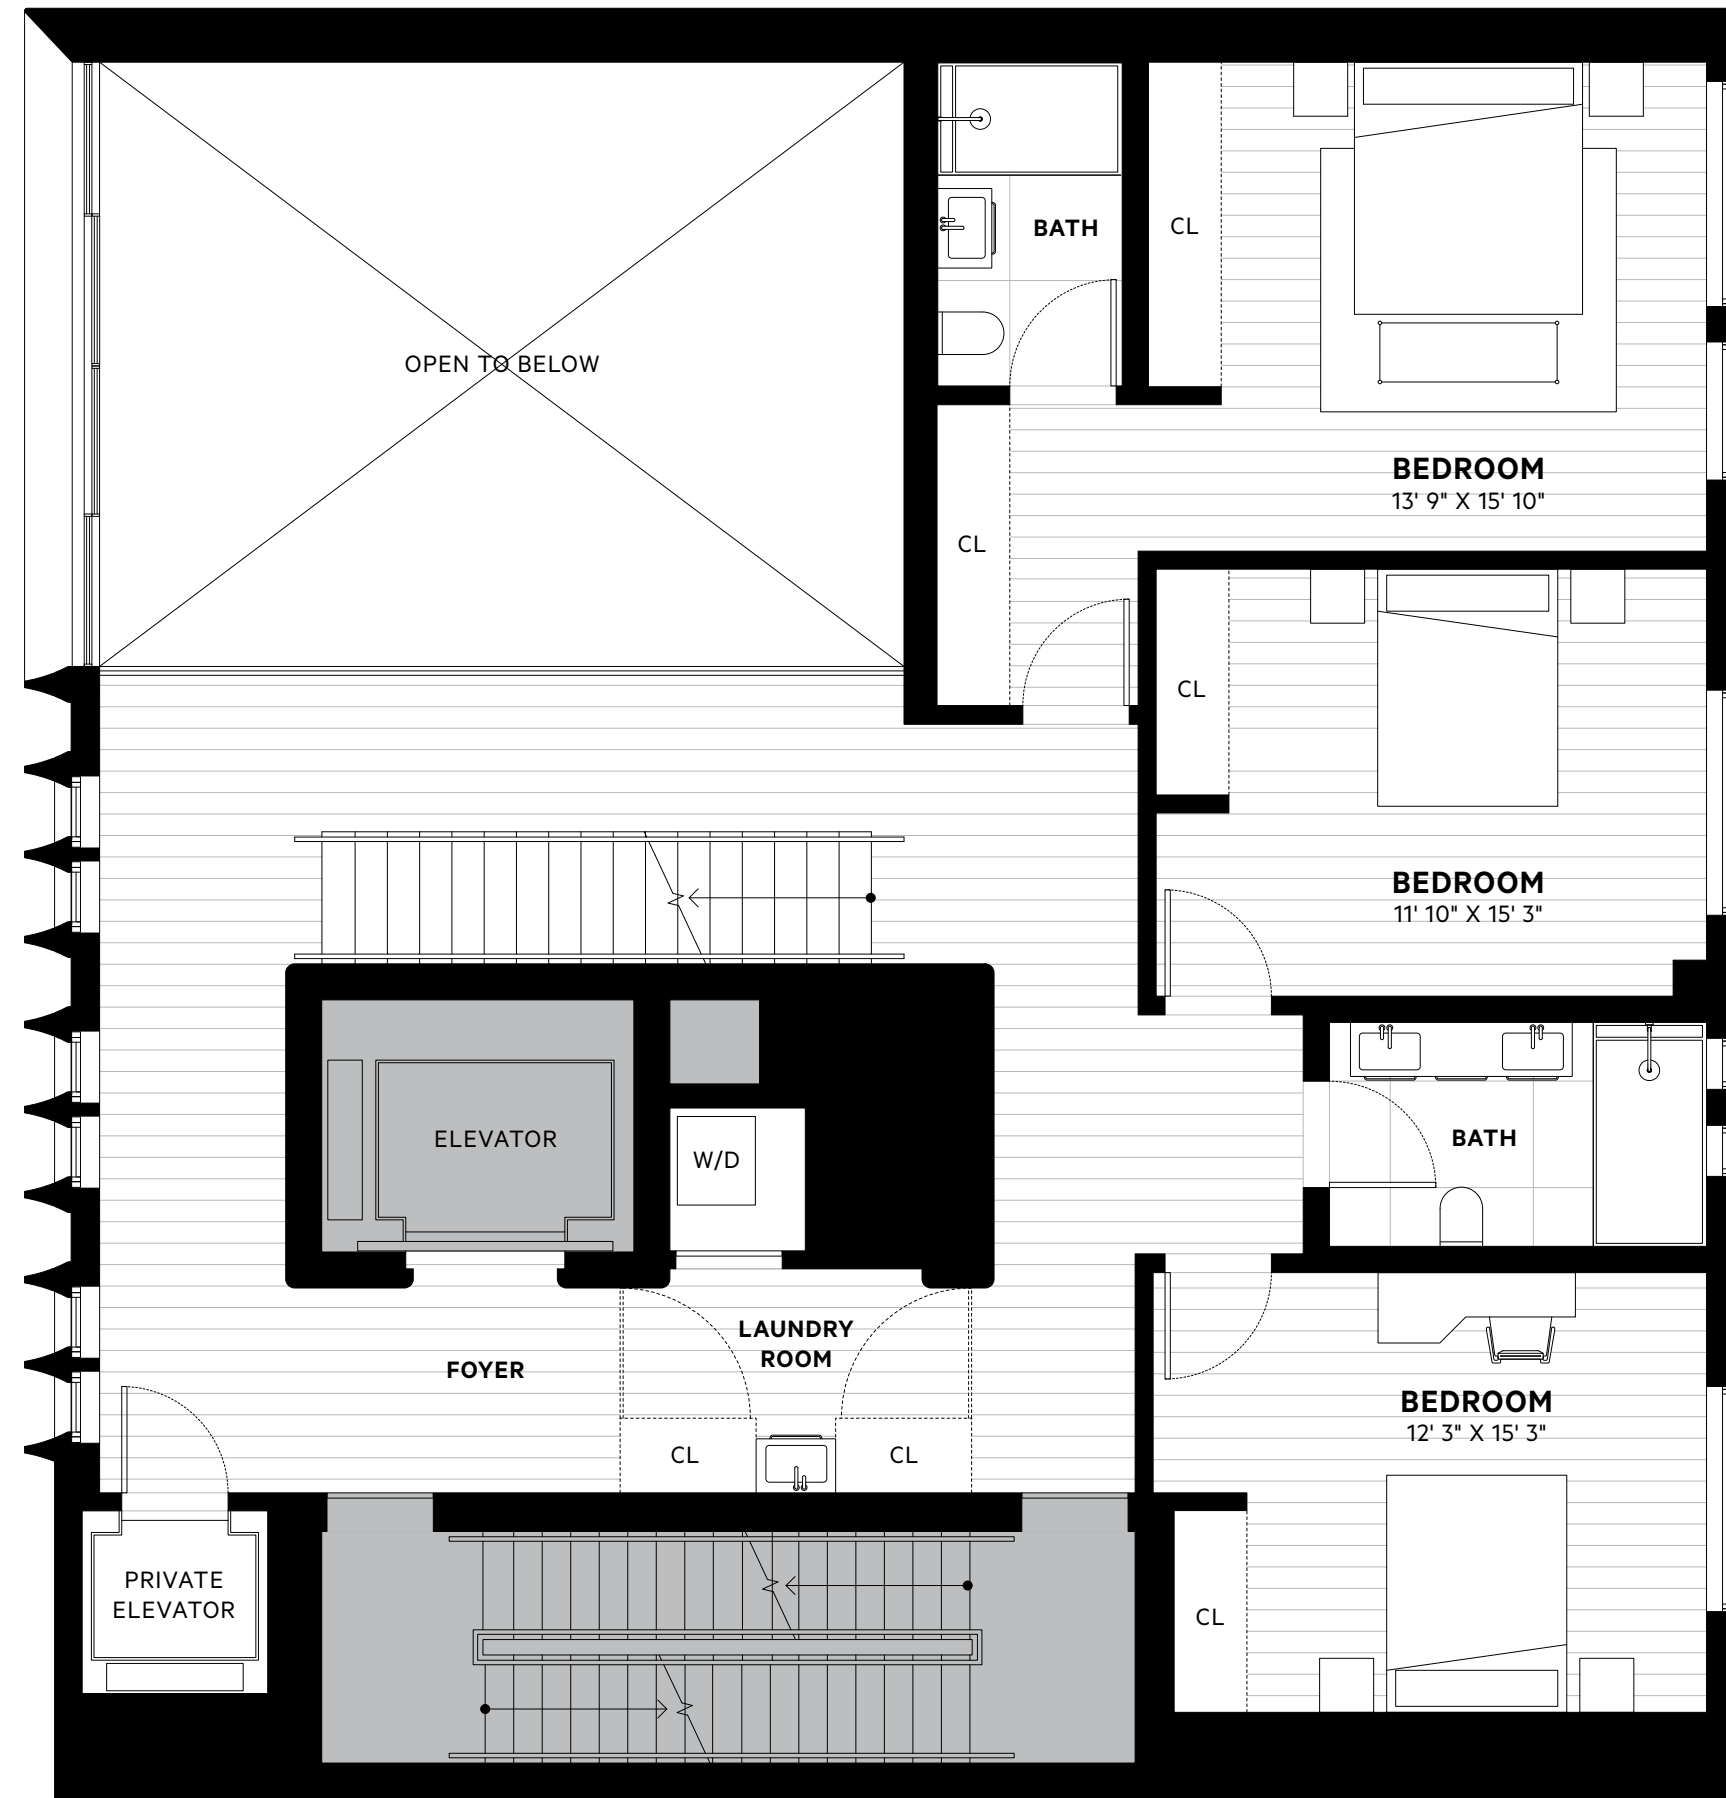 BATH
CL
OPEN TO BELOW
BEDROOM
13' 9" X 15' 10"
CL
CL
BEDROOM
11' 10" X 15' 3"
ELEVATOR
W/D
BATH
LAUNDRY
ROOM
FOYER
BEDROOM
12' 3" X 15' 3"
CL
CL
PRIVATE
ELEVATOR
CL